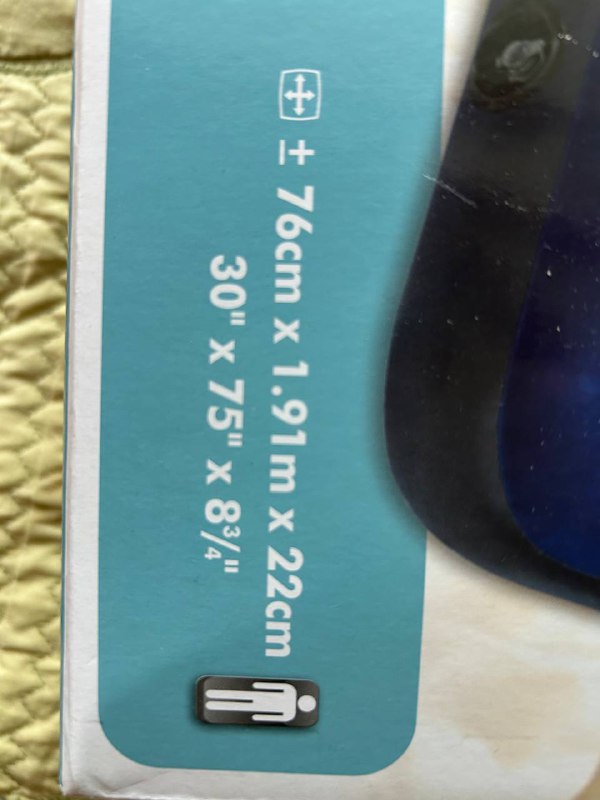 ± 76cm x 1.91m x 22cm
30" x 75" x 8¾"